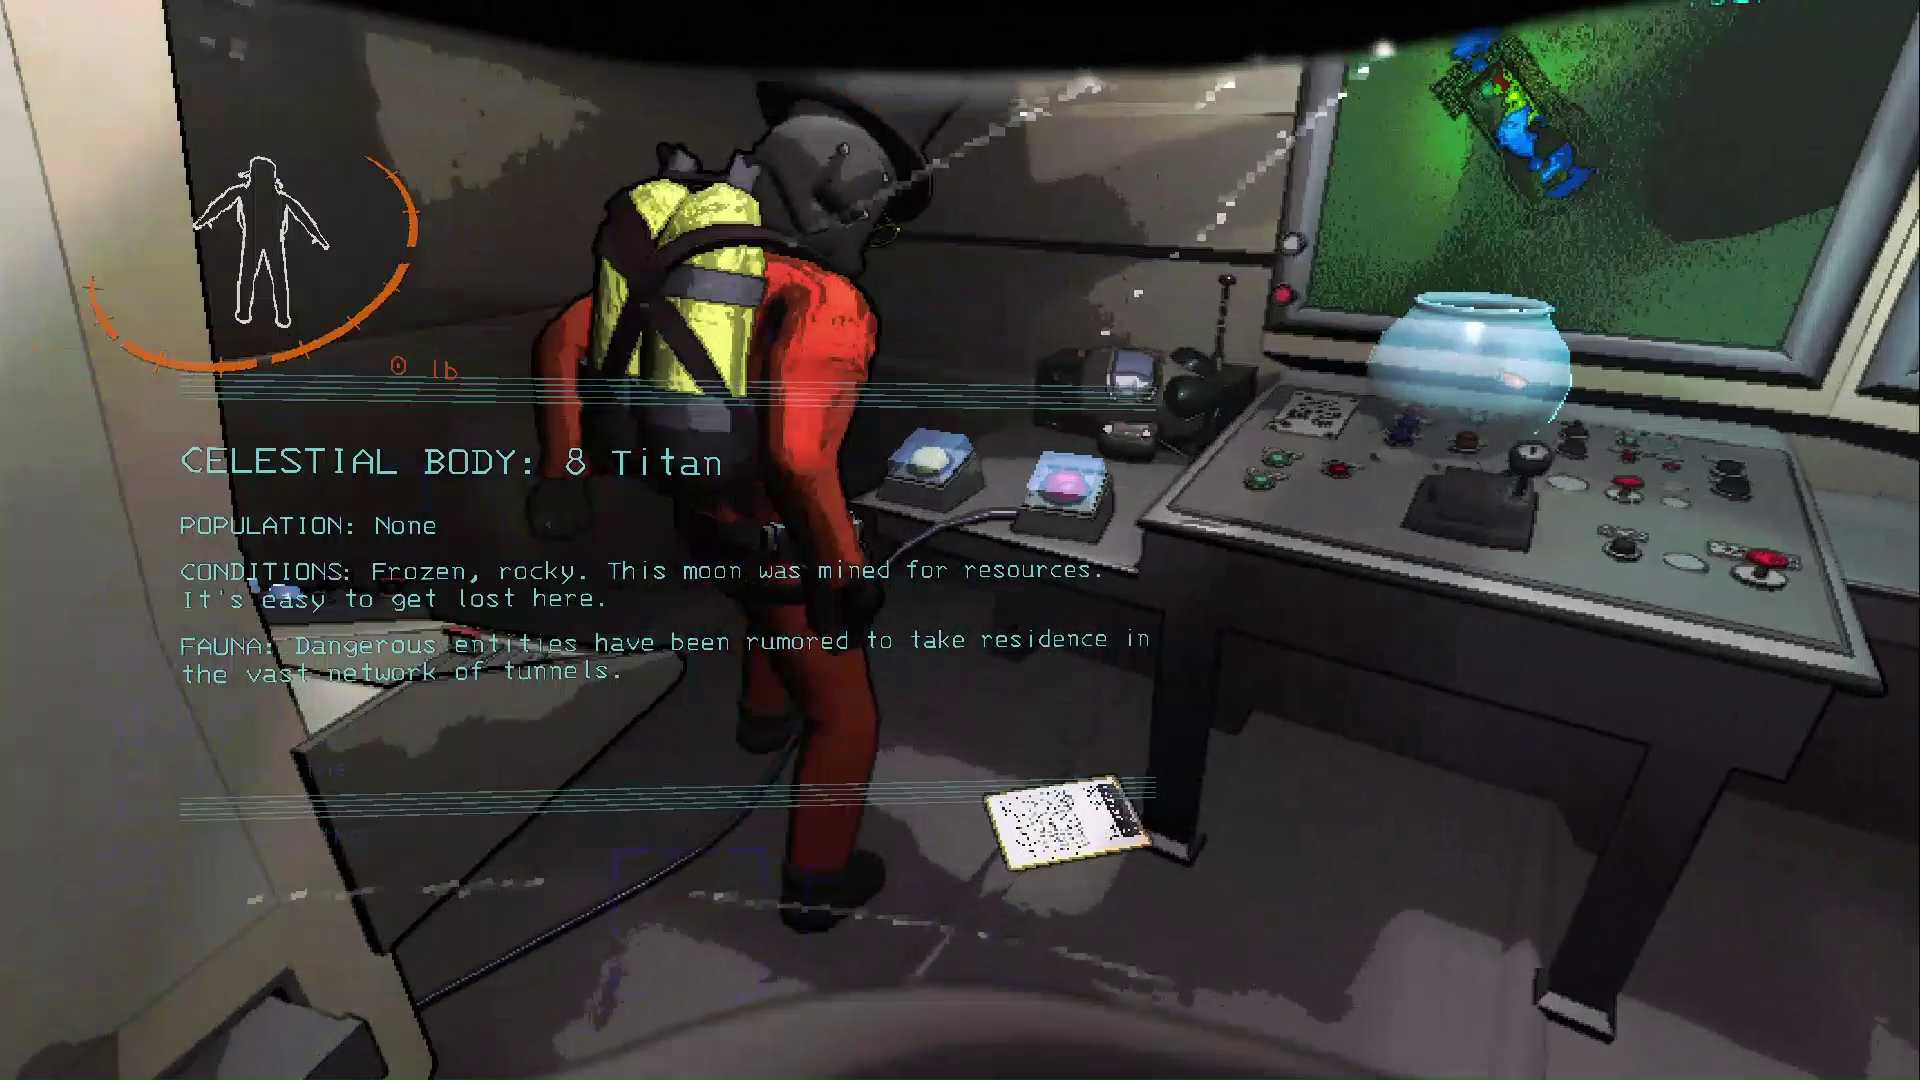 0 lb
CELESTIAL BODY: 8 Titan
POPULATION: None
CONDITIONS: Frozen, rocky. This moon was mined for resources.
It's easy to get lost here.
FAUNA: Dangerous entities have been rumored to take residence in
the vast network of tunnels.